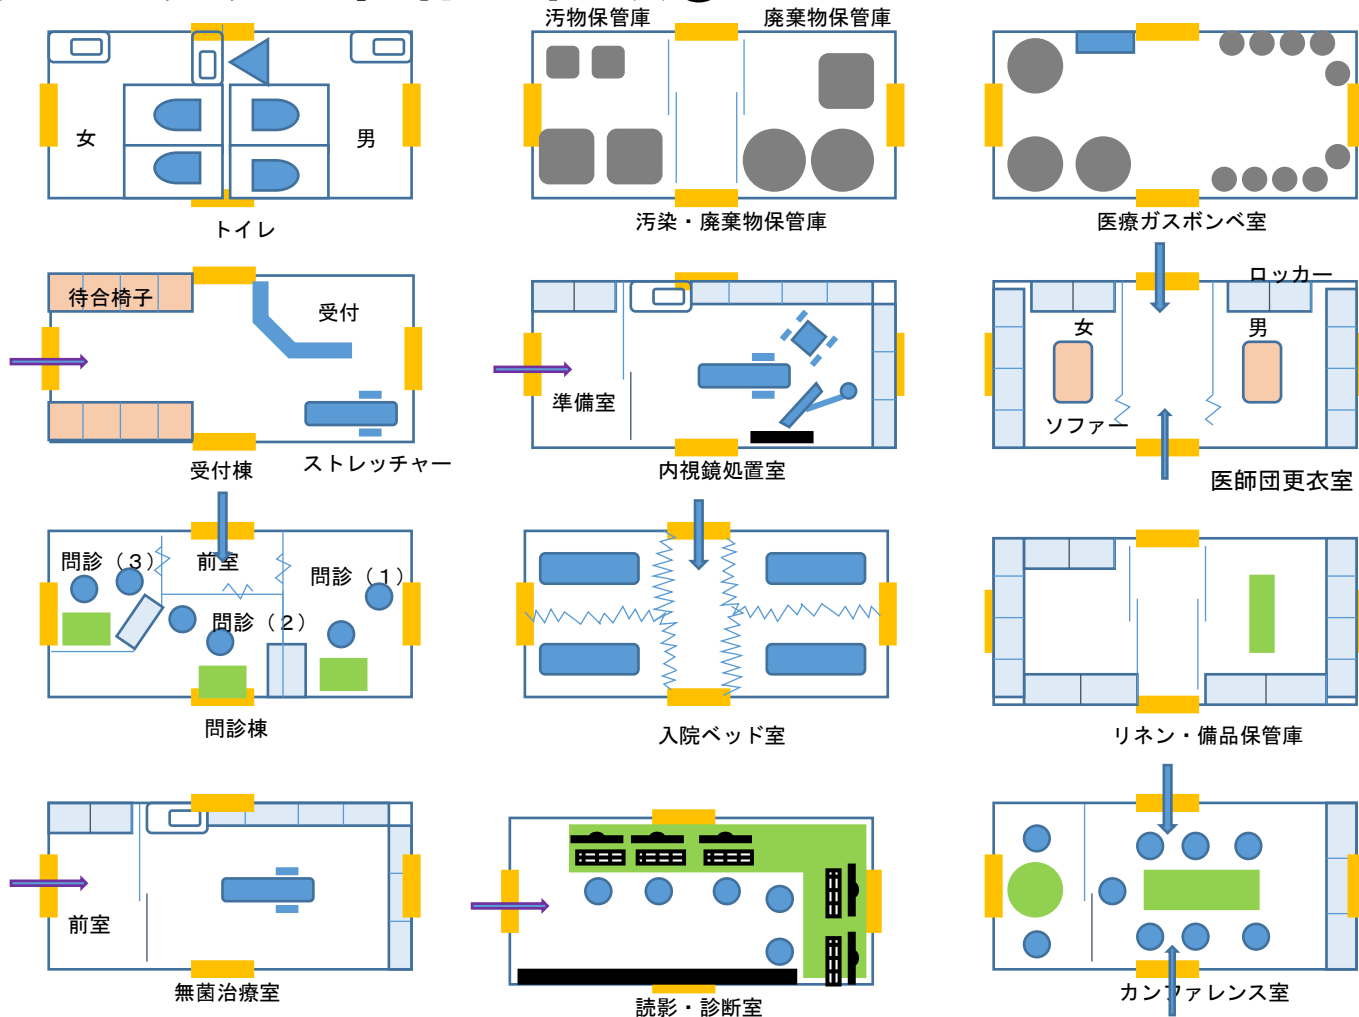 汚物保管庫
廃棄物保管庫
女
男
トイレ
汚染・廃棄物保管庫
医療ガスボンベ室
待合椅子
受付
受付棟
ストレッチャー
準備室
内視鏡処置室
ロッカー
女
男
ソファー
医師団更衣室
問診（３）
前室
問診（１）
問診（２）
問診棟
入院ベッド室
リネン・備品保管庫
前室
無菌治療室
読影・診断室
カンファレンス室